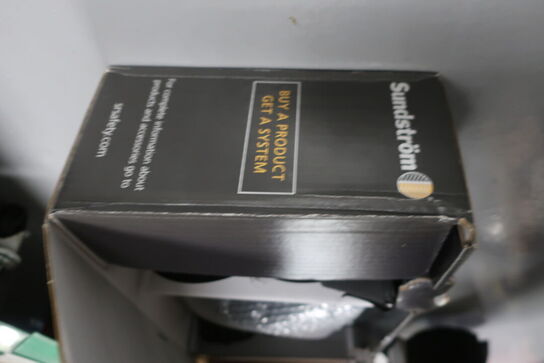 Sundström
BUY A PRODUCT
GET A SYSTEM
For complete information about
products and accessories go to
srsafety.com